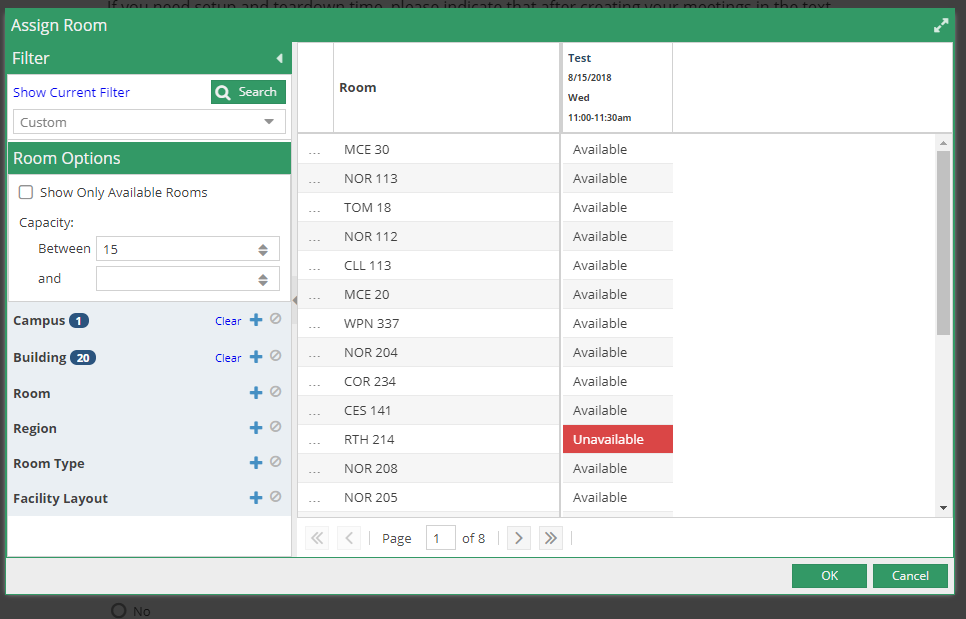 If you need setup and teardown time, please indicate that after creating your meetings in the text
Assign Room
Filter
Show Current Filter
Search
Custom
Room Options
Show Only Available Rooms
Capacity:
Between 15
and
Campus 1 Clear
Building 20 Clear
Room
Region
Room Type
Facility Layout
Room
Test
8/15/2018
Wed
11:00-11:30am
... MCE 30 Available
... NOR 113 Available
... TOM 18 Available
... NOR 112 Available
... CLL 113 Available
... MCE 20 Available
... WPN 337 Available
... NOR 204 Available
... COR 234 Available
... CES 141 Available
... RTH 214 Unavailable
... NOR 208 Available
... NOR 205 Available
Page 1 of 8
OK
Cancel
No